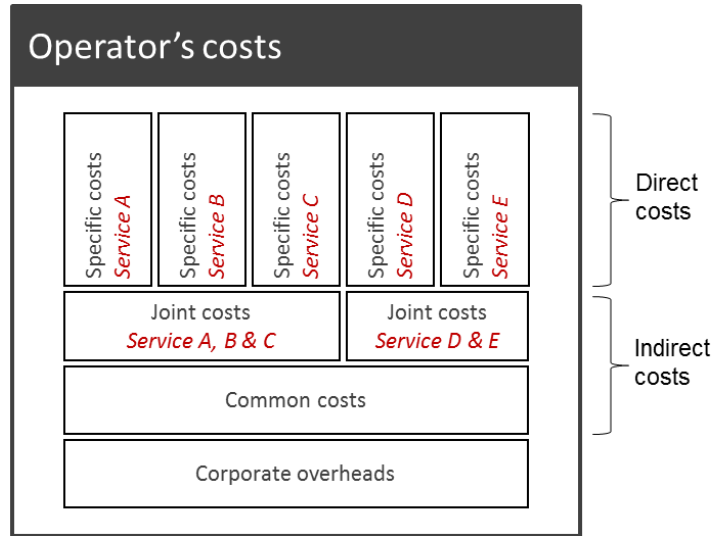 Operator's costs
Specific costs
Service A
Specific costs
Service B
Specific costs
Service C
Specific costs
Service D
Specific costs
Service E
Direct
costs
Joint costs
Service A, B & C
Joint costs
Service D & E
Indirect
costs
Common costs
Corporate overheads